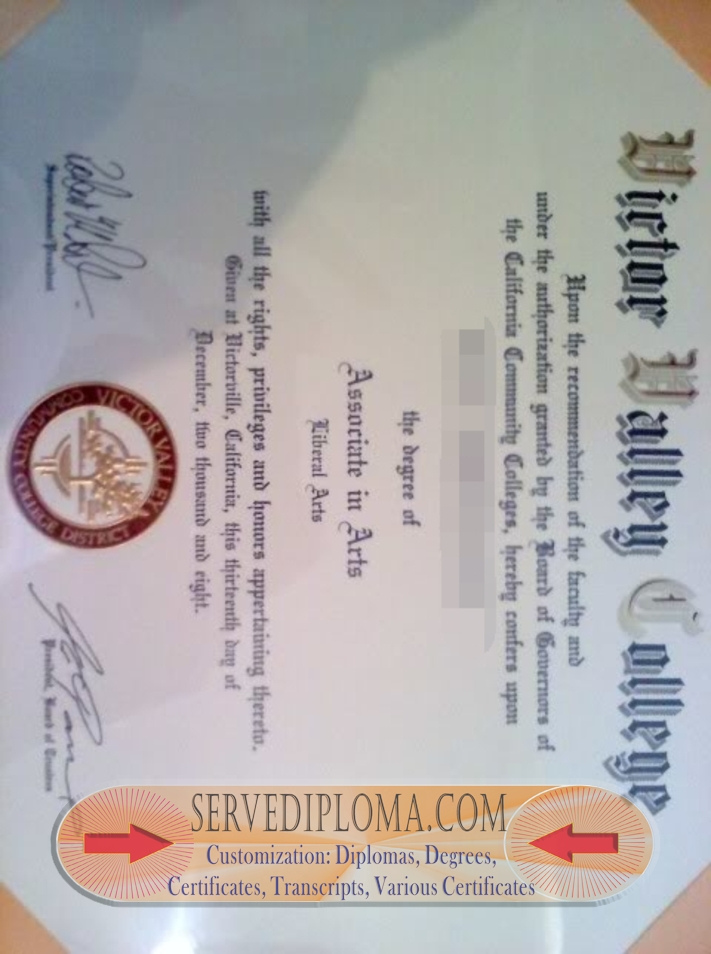 Victor Valley College
Upon the recommendation of the faculty and
under the authorization granted by the Board of Governors of
the California Community Colleges, hereby confers upon
the degree of
Associate in Arts
Liberal Arts
with all the rights, privileges and honors appertaining thereto.
Given at Victorville, California, this thirteenth day of
December, two thousand and eight.
Superintendent/President
VICTOR VALLEY
COMMUNITY COLLEGE DISTRICT
President, Board of Trustees
SERVEDIPLOMA.COM
Customization: Diplomas, Degrees,
Certificates, Transcripts, Various Certificates